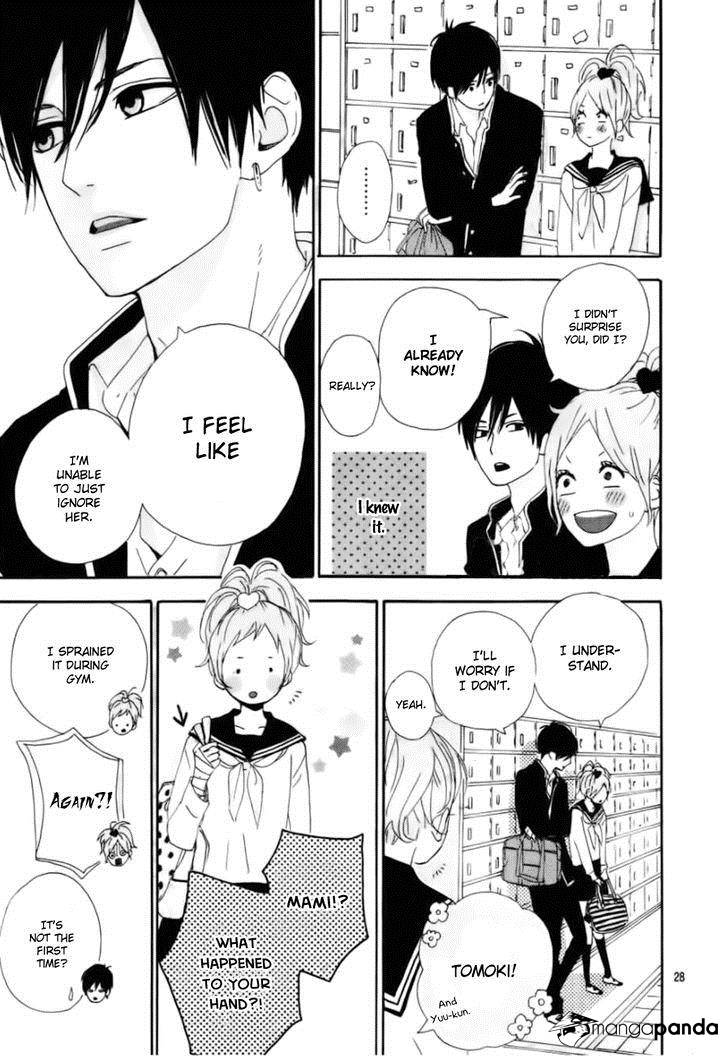 .........
I DIDN'T
SURPRISE
YOU, DID I?
I
ALREADY
KNOW!
REALLY?
I knew
it.
I FEEL
LIKE
I'M
UNABLE
TO JUST
IGNORE
HER.
I UNDER-
STAND.
I'LL
WORRY IF
I DON'T.
YEAH.
TOMOKI!
And
Yuu-kun.
MAMI!?
WHAT
HAPPENED
TO YOUR
HAND?!
I SPRAINED
IT DURING
GYM.
AGAIN?!
IT'S
NOT THE
FIRST
TIME?
28
mangapanda